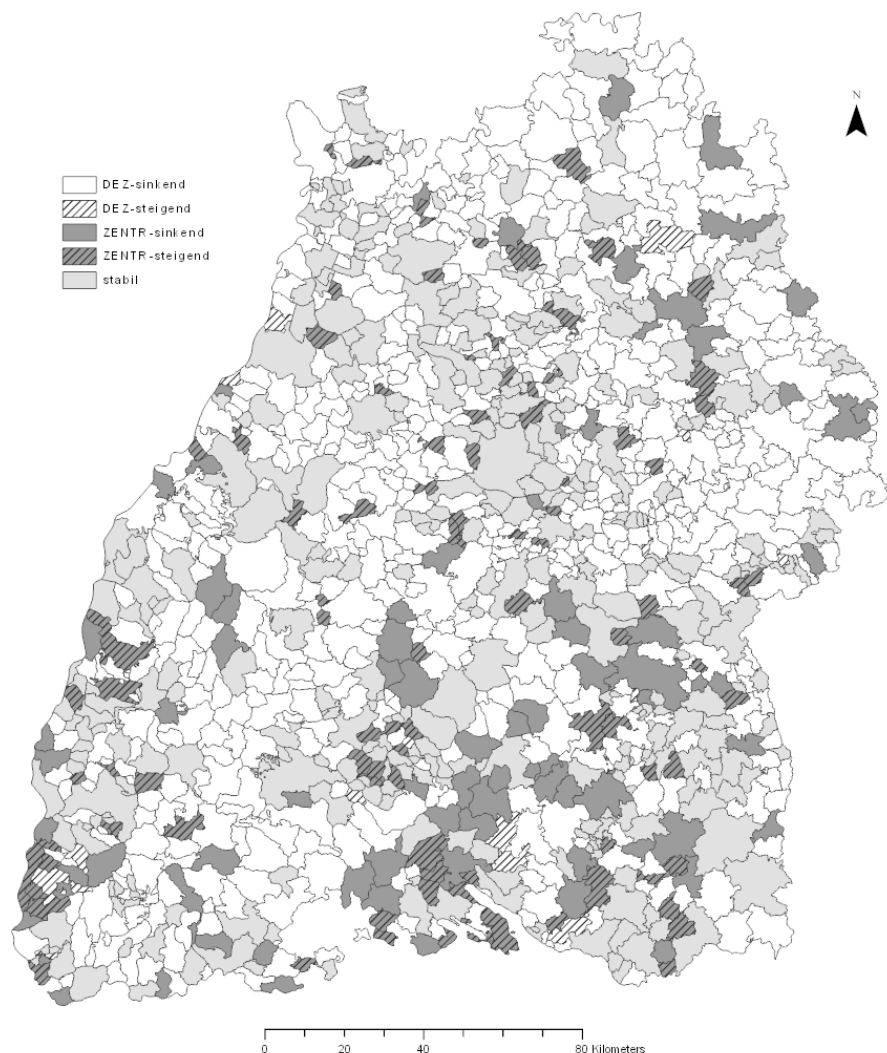 N
DEZ-sinkend
DEZ-steigend
ZENTR-sinkend
ZENTR-steigend
stabil
0 20 40 80 Kilometers